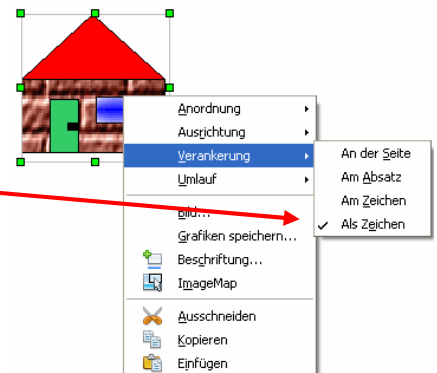 Anordnung
Ausrichtung
Verankerung
Umlauf
An der Seite
Am Absatz
Am Zeichen
Als Zeichen
Bild...
Grafiken speichern...
Beschriftung...
ImageMap
Ausschneiden
Kopieren
Einfügen